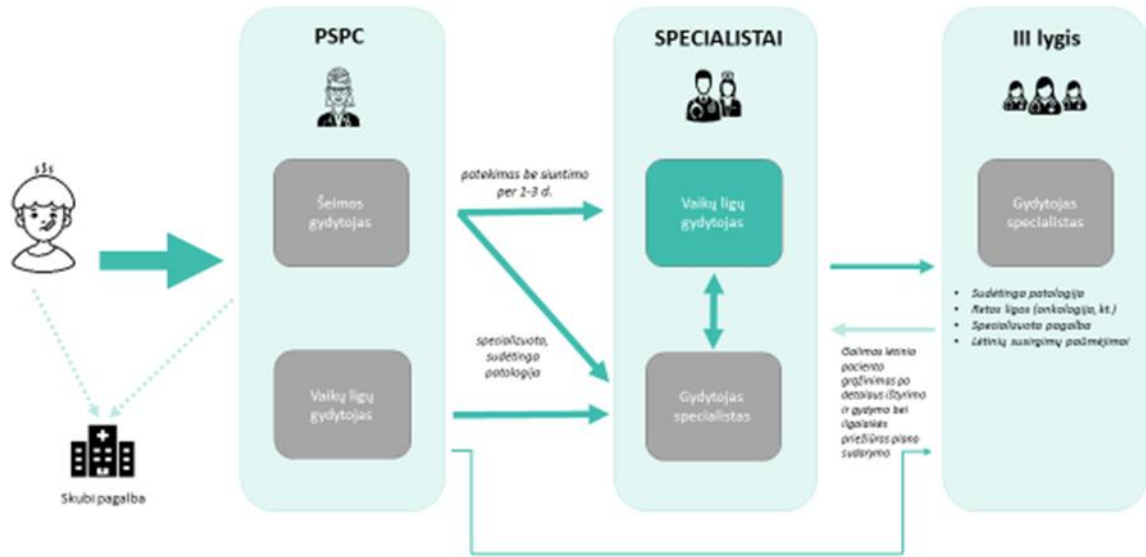 PSPC
Šeimos
gydytojas
Vaikų ligų
gydytojas
Skubi pagalba
patekimas be siuntimo
per 1-3 d.
specializuota,
sudėtinga
patologija
SPECIALISTAI
Vaikų ligų
gydytojas
Gydytojas
specialistas
III lygis
Gydytojas
specialistas
• Sudėtinga patologija
• Retos ligos (onkologija, kt.)
• Specializuota pagalba
• Lėtinių susirgimų paūmėjimai
Galimas lėtinio
paciento
grąžinimas po
detalaus ištyrimo
ir gydymo bei
ilgalaikės
priežiūros plano
sudarymo